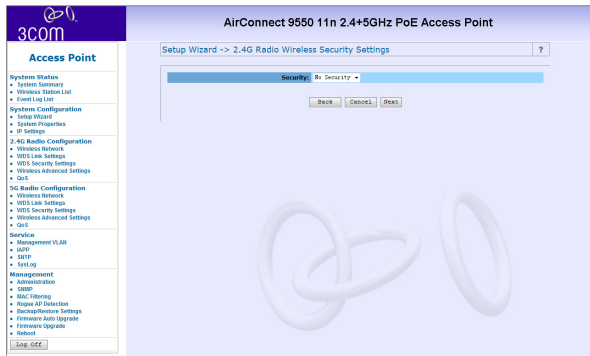 3COM
AirConnect 9550 11n 2.4+5GHz PoE Access Point
Access Point
System Status
System Summary
Wireless Station List
Event Log List
System Configuration
Setup Wizard
System Properties
IP Settings
2.4G Radio Configuration
Wireless Network
WDS Link Settings
WDS Security Settings
Wireless Advanced Settings
QoS
5G Radio Configuration
Wireless Network
WDS Link Settings
WDS Security Settings
Wireless Advanced Settings
QoS
Service
Management VLAN
IAPP
SNTP
SysLog
Management
Administration
SNMP
MAC Filtering
Rogue AP Detection
Backup/Restore Settings
Firmware Auto Upgrade
Firmware Upgrade
Reboot
Log Off
Setup Wizard -> 2.4G Radio Wireless Security Settings ?
Security: No Security
Back Cancel Next